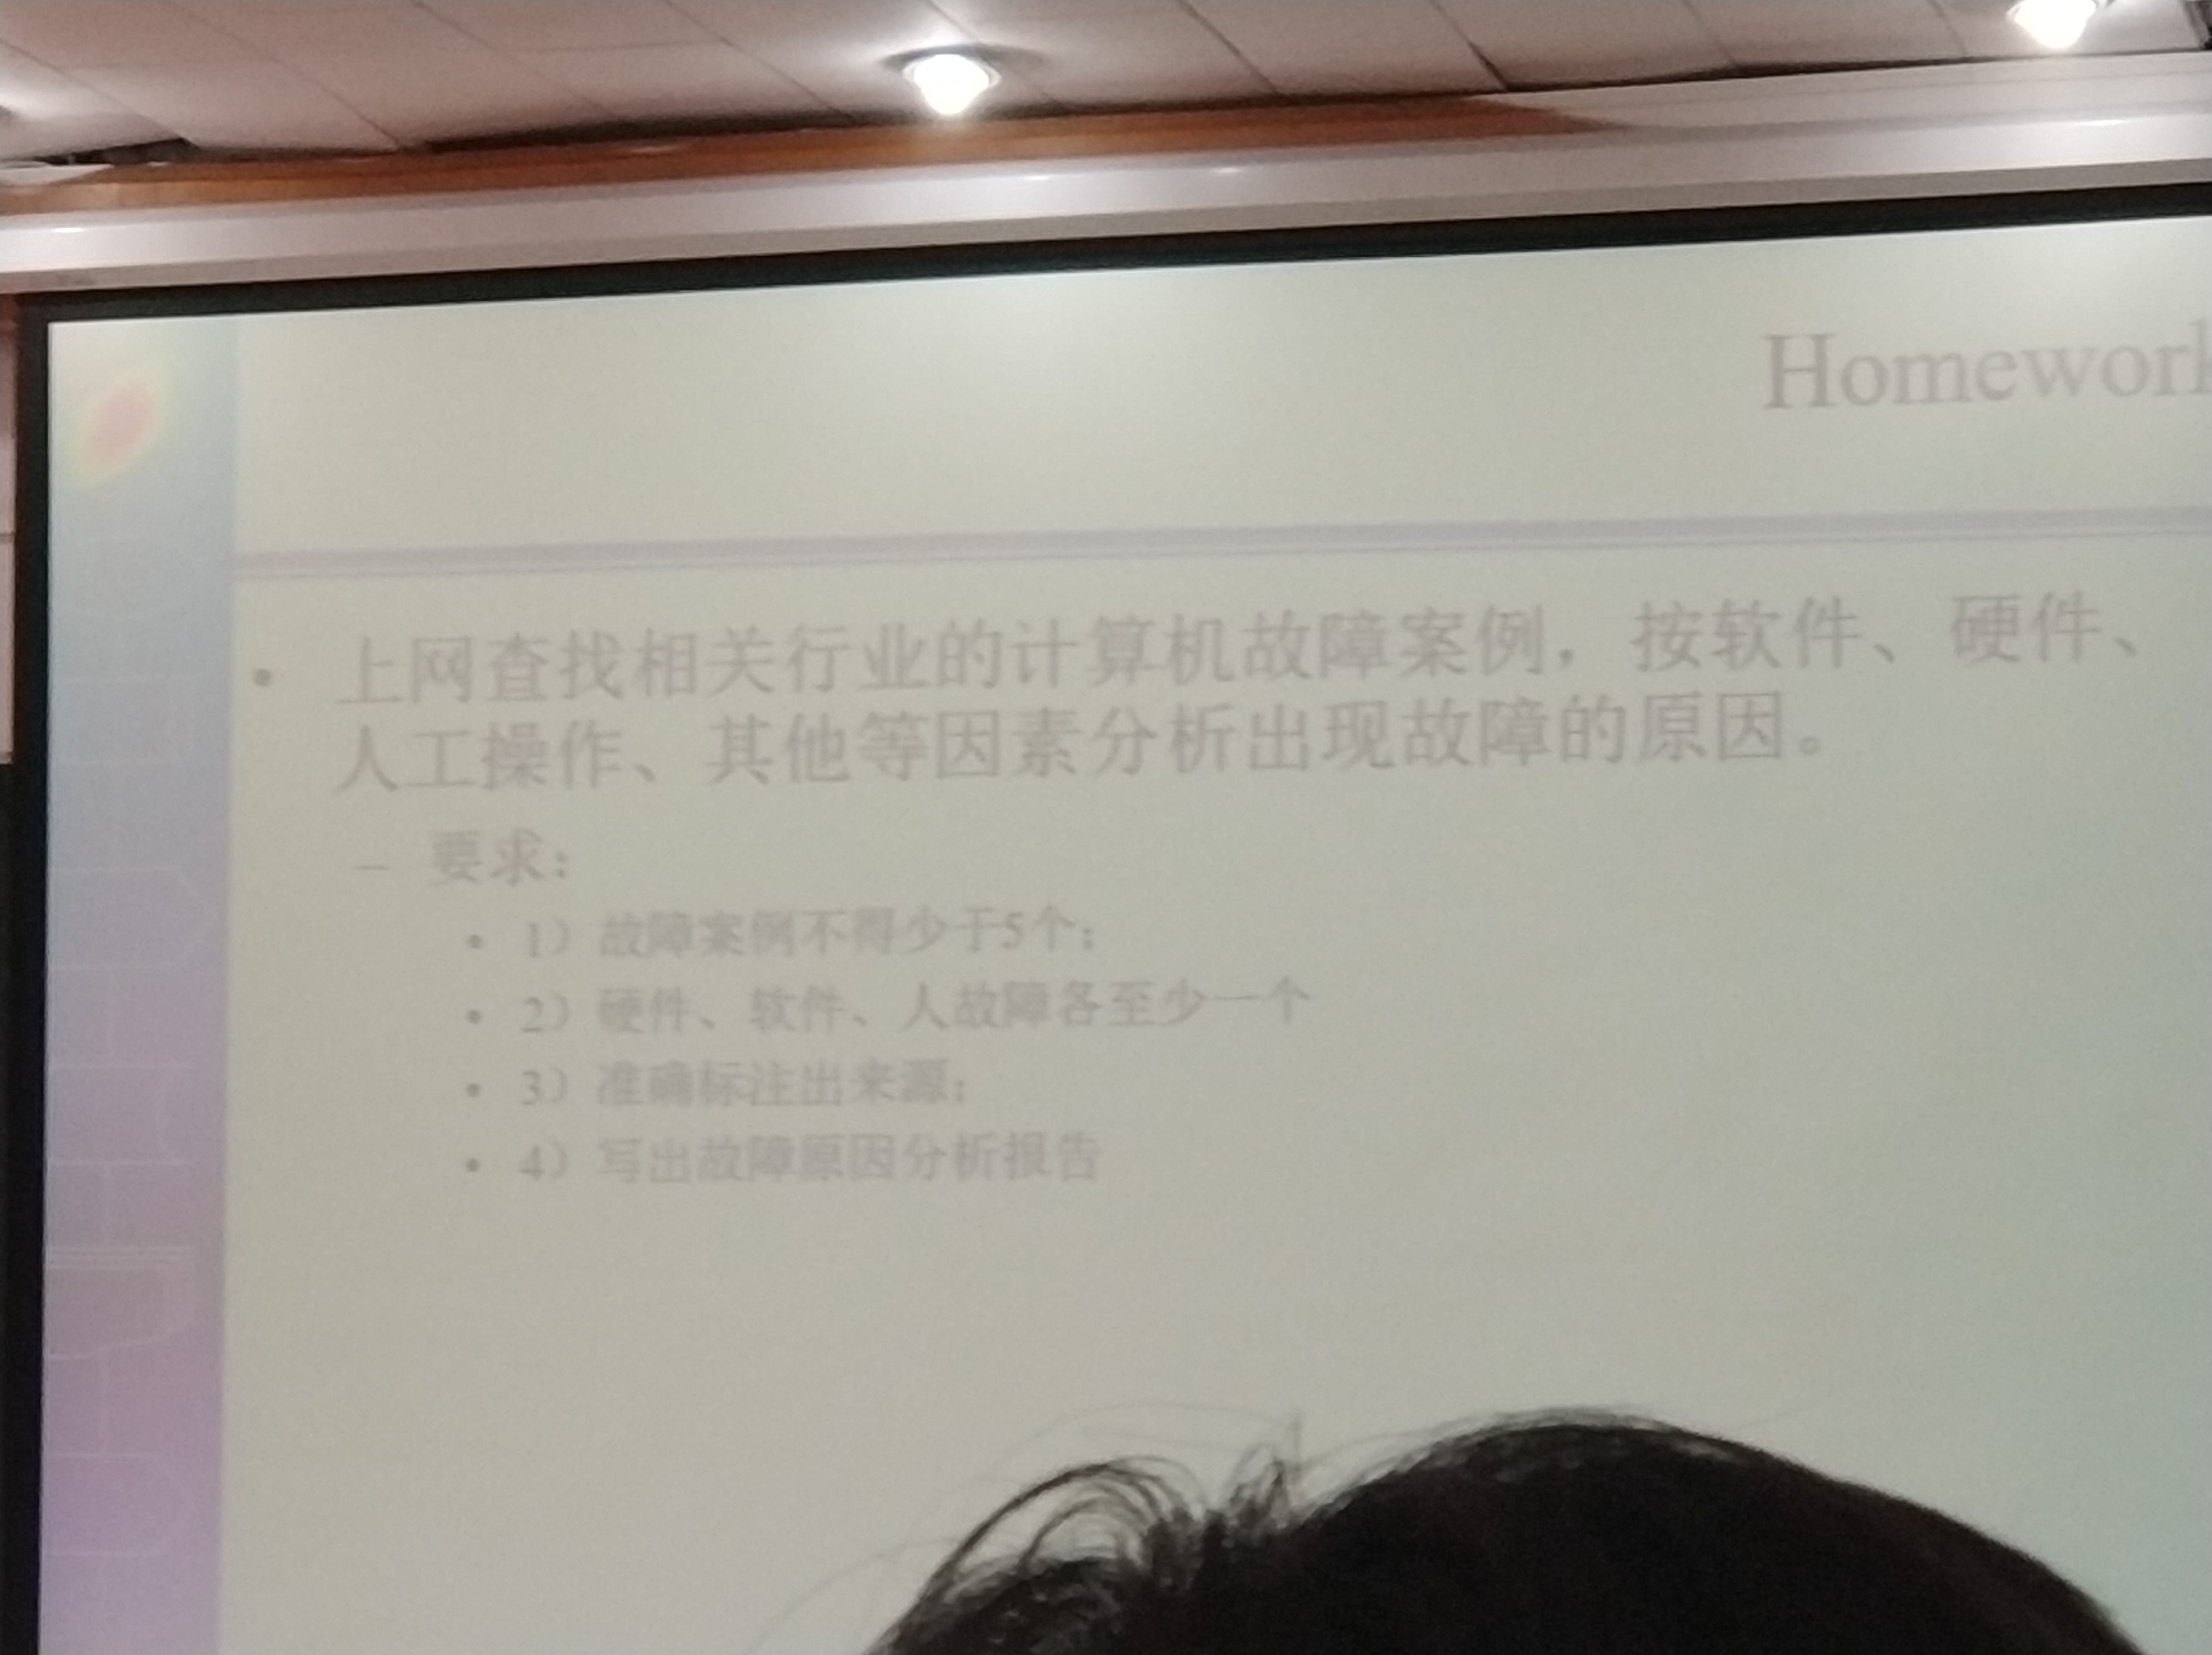 Homework
• 上网查找相关行业的计算机故障案例，按软件、硬件、
人工操作、其他等因素分析出现故障的原因。
– 要求：
• 1）故障案例不得少于5个；
• 2）硬件、软件、人故障各至少一个
• 3）准确标注出来源；
• 4）写出故障原因分析报告